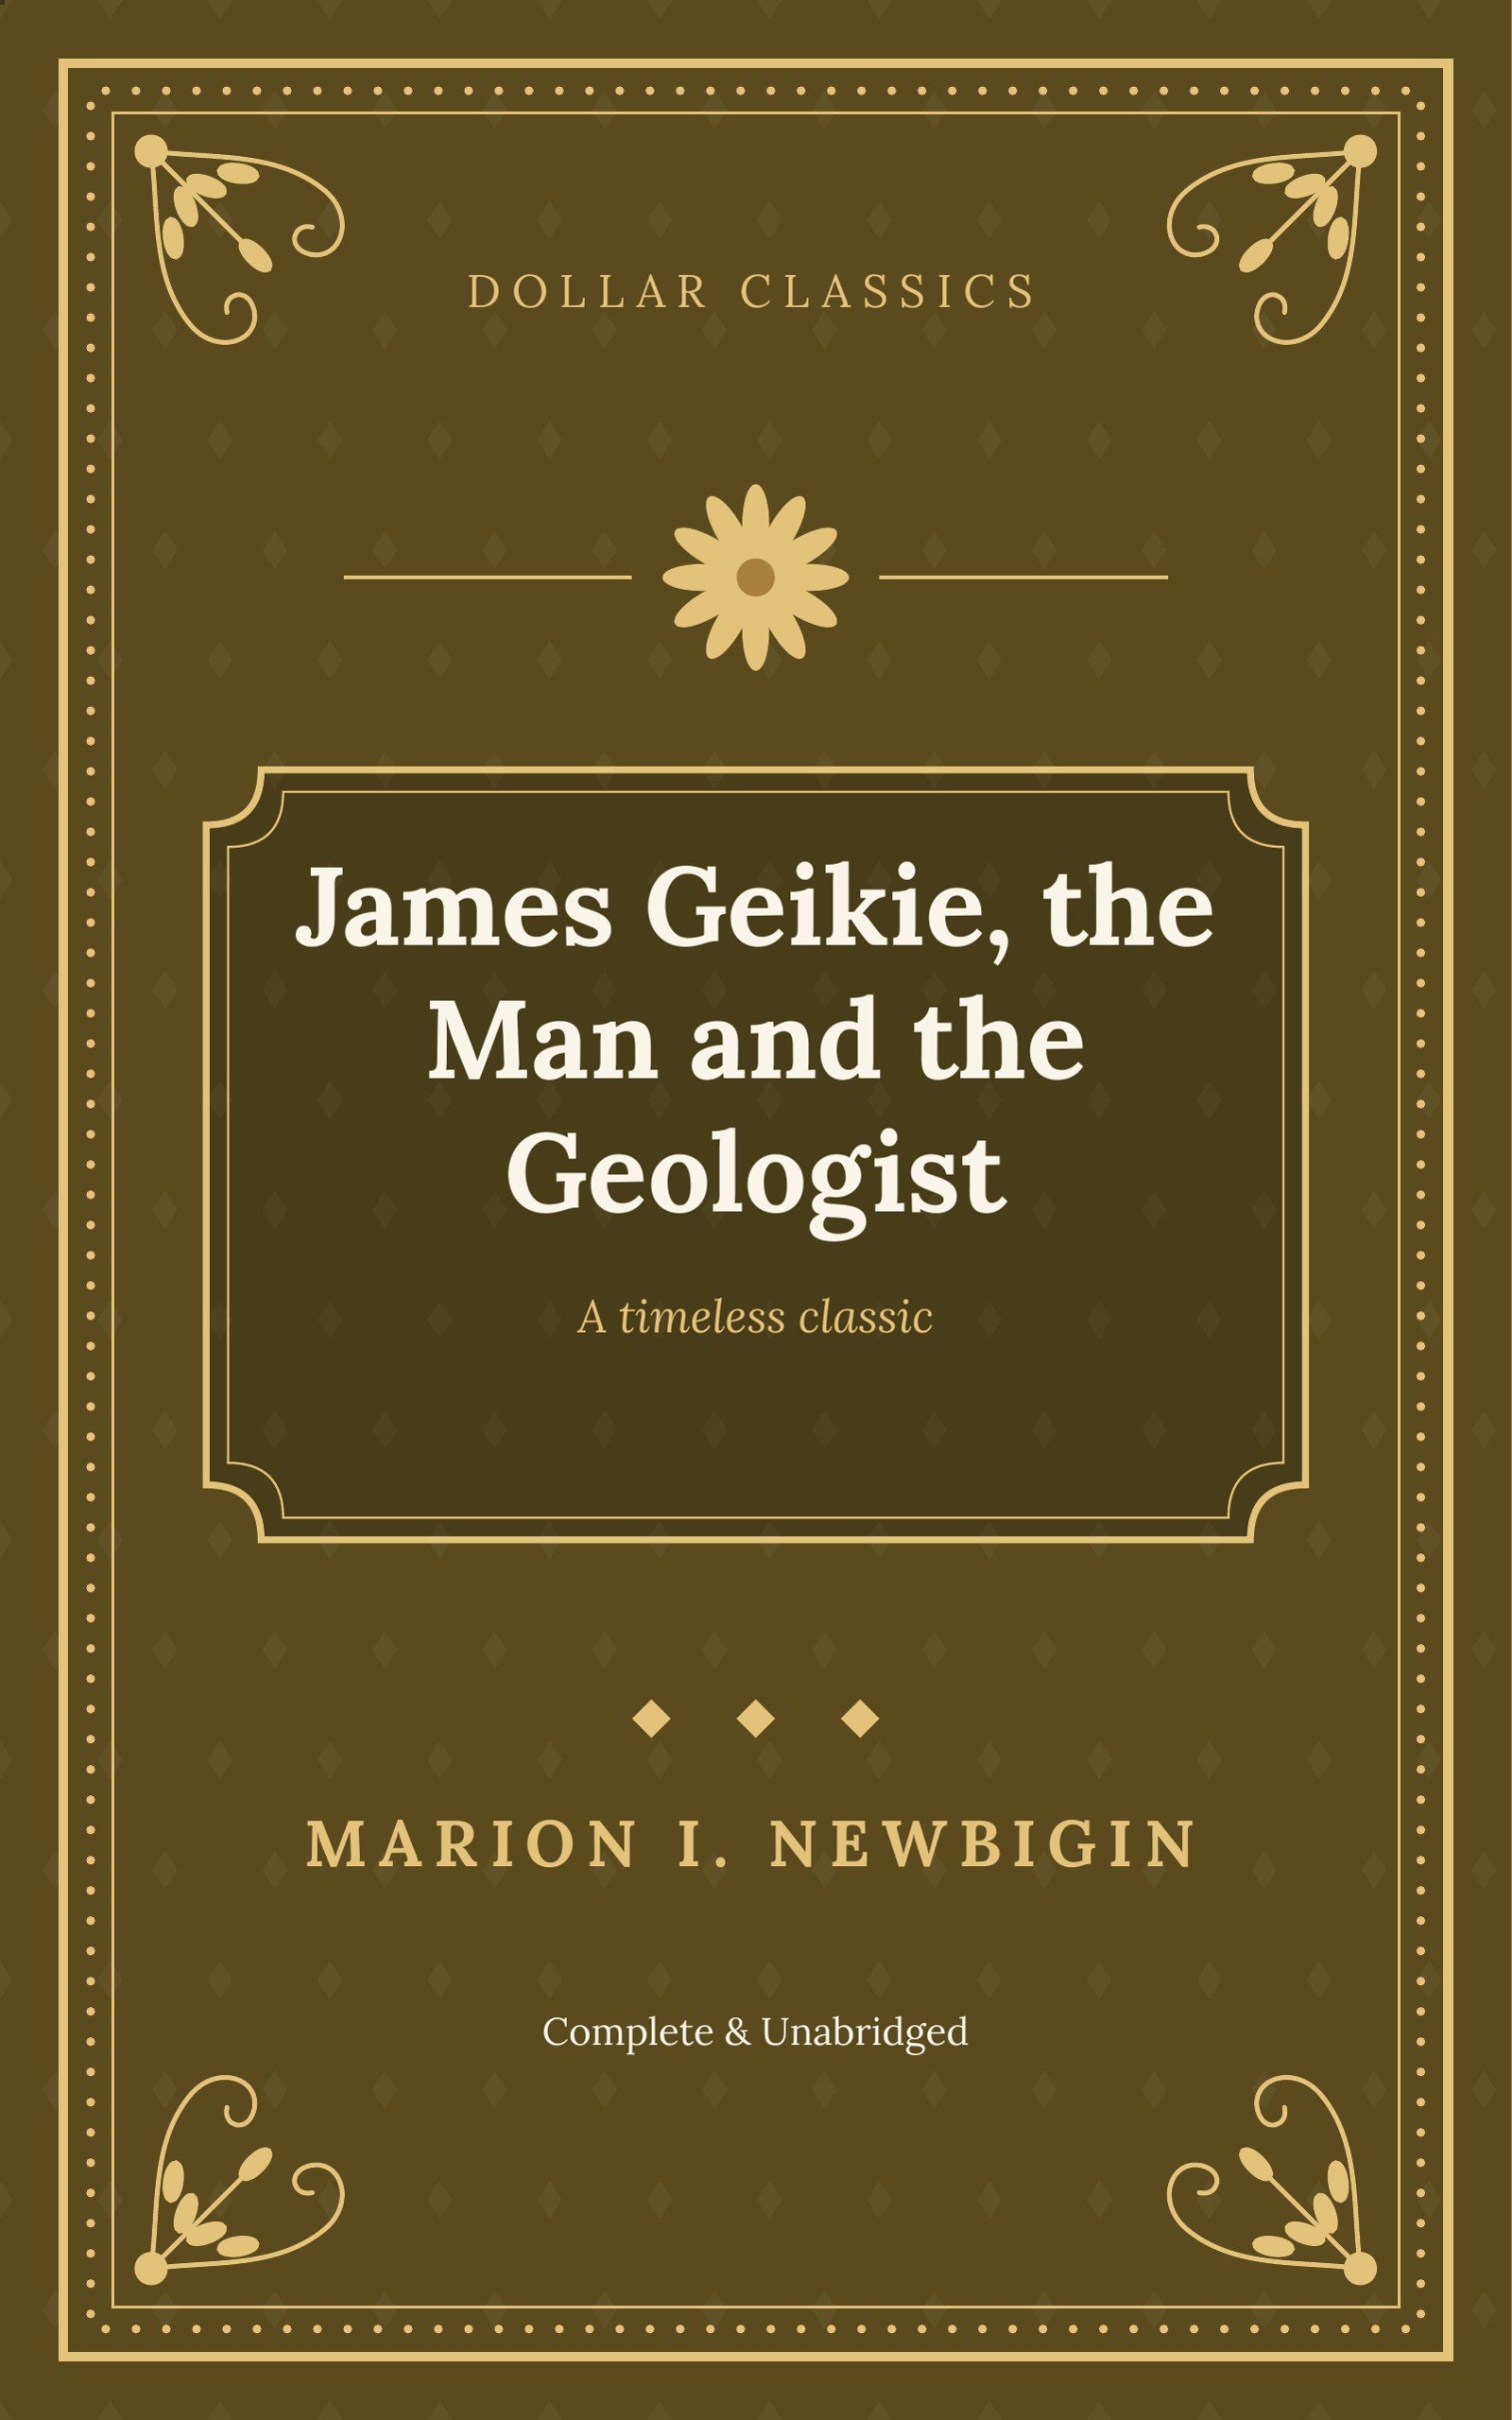 DOLLAR CLASSICS
James Geikie, the
Man and the
Geologist
A timeless classic
MARION I. NEWBIGIN
Complete & Unabridged